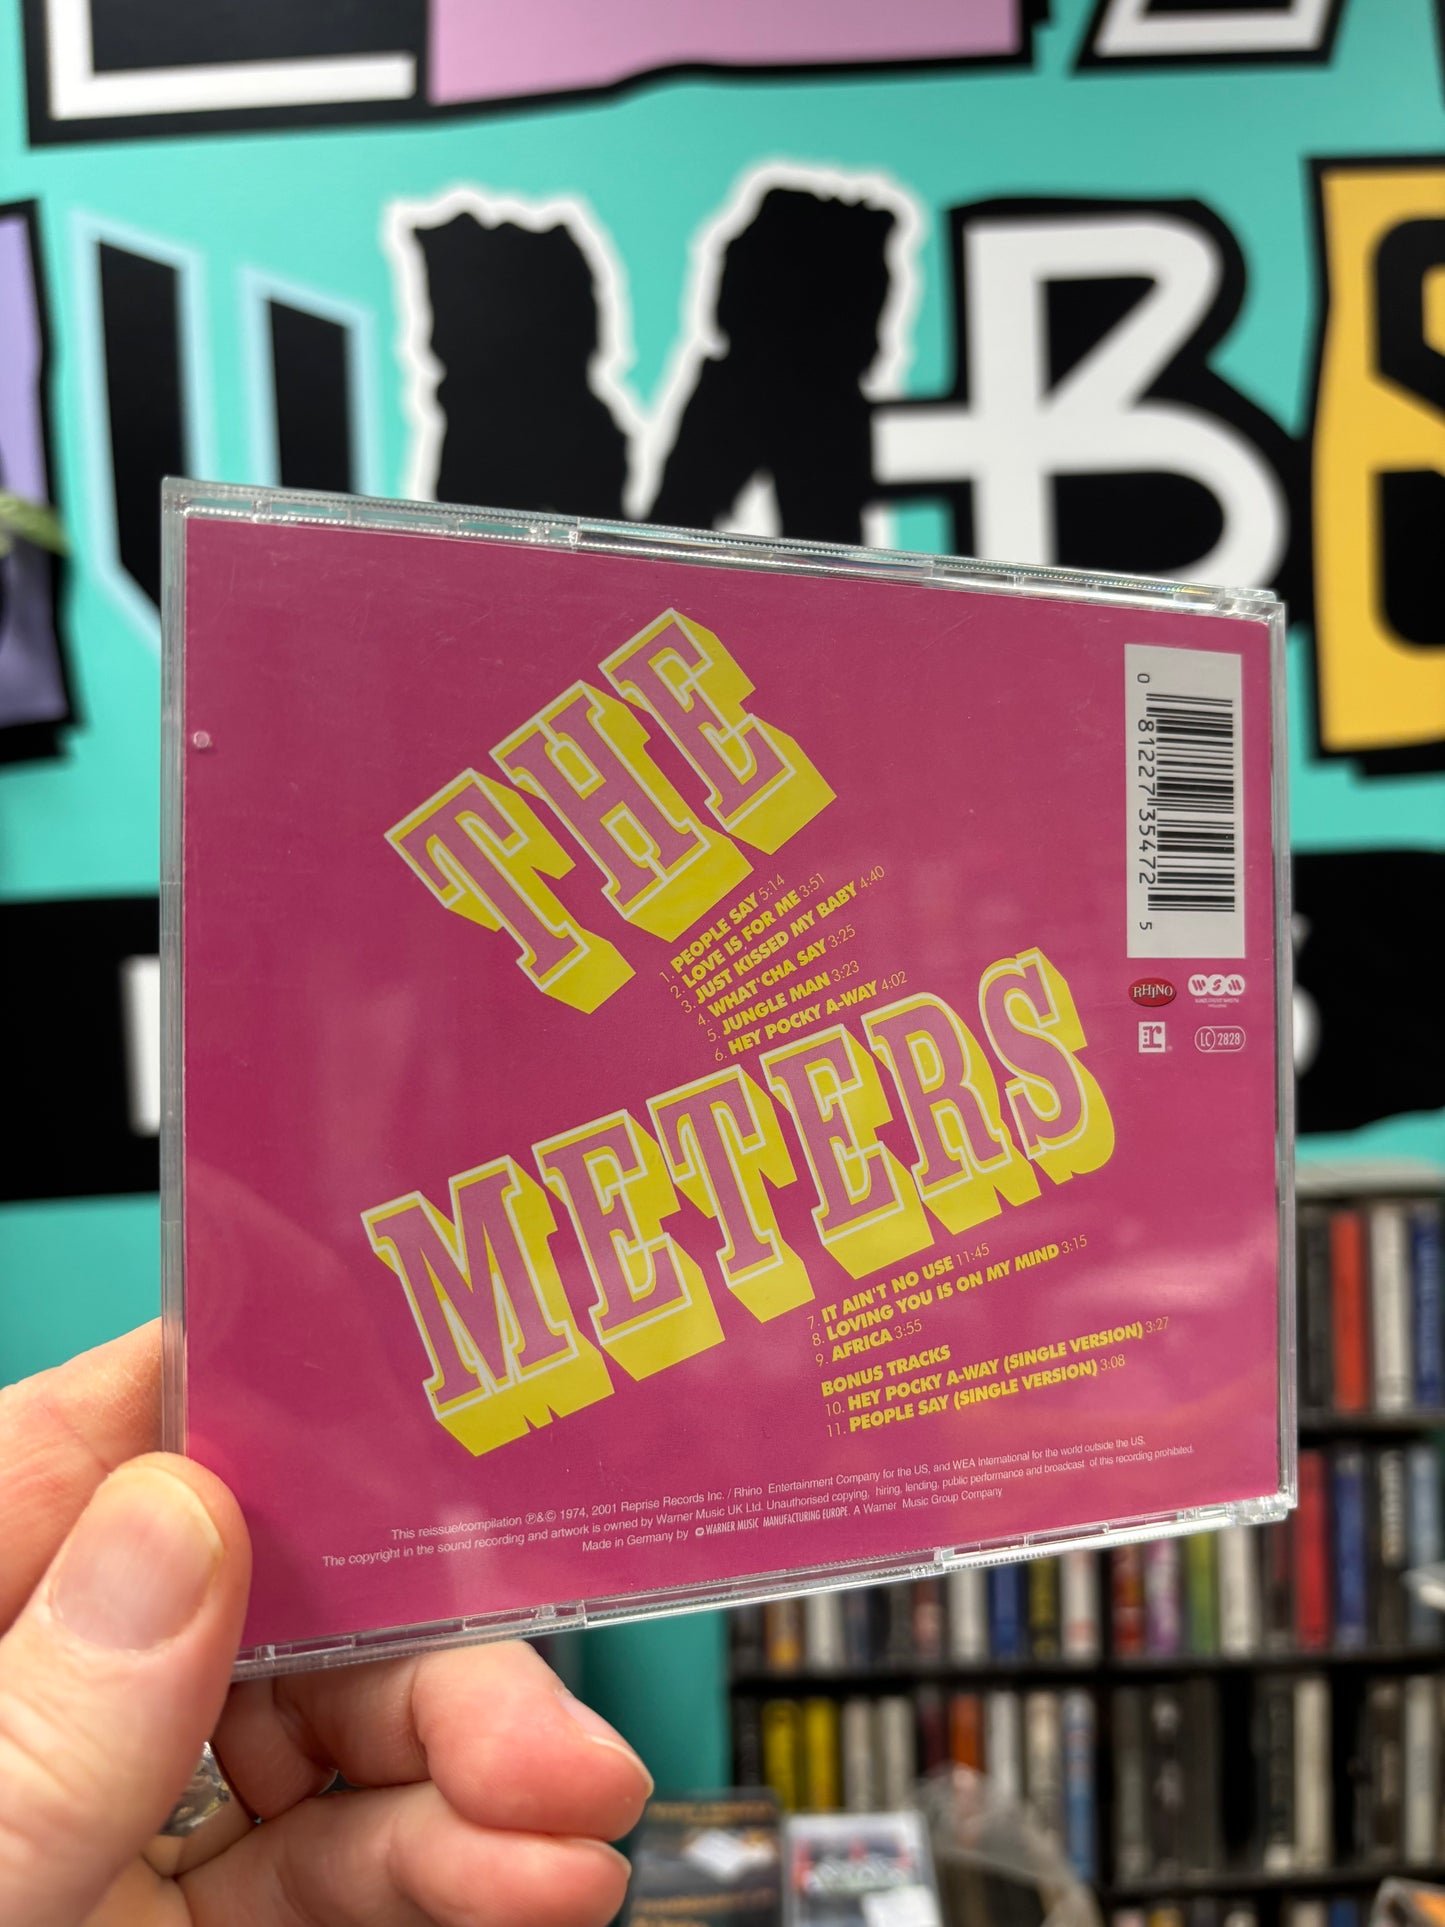 UMBS
THE
1. PEOPLE SAY 5:14
2. LOVE IS FOR ME 3:51
3. JUST KISSED MY BABY 4:40
4. WHAT'CHA SAY 3:25
5. JUNGLE MAN 3:23
6. HEY POCKY A-WAY 4:02
METERS
7. IT AIN'T NO USE 11:45
8. LOVING YOU IS ON MY MIND 3:15
9. AFRICA 3:55
BONUS TRACKS
10. HEY POCKY A-WAY (SINGLE VERSION) 3:27
11. PEOPLE SAY (SINGLE VERSION) 3:08
This reissue/compilation ℗&© 1974, 2001 Reprise Records Inc. / Rhino Entertainment Company for the US, and WEA International for the world outside the US.
The copyright in the sound recording and artwork is owned by Warner Music UK Ltd. Unauthorised copying, hiring, lending, public performance and broadcast of this recording prohibited.
Made in Germany by WARNER MUSIC MANUFACTURING EUROPE. A Warner Music Group Company
0 81227 35472 5
RHINO
WSM
r
LC 2828